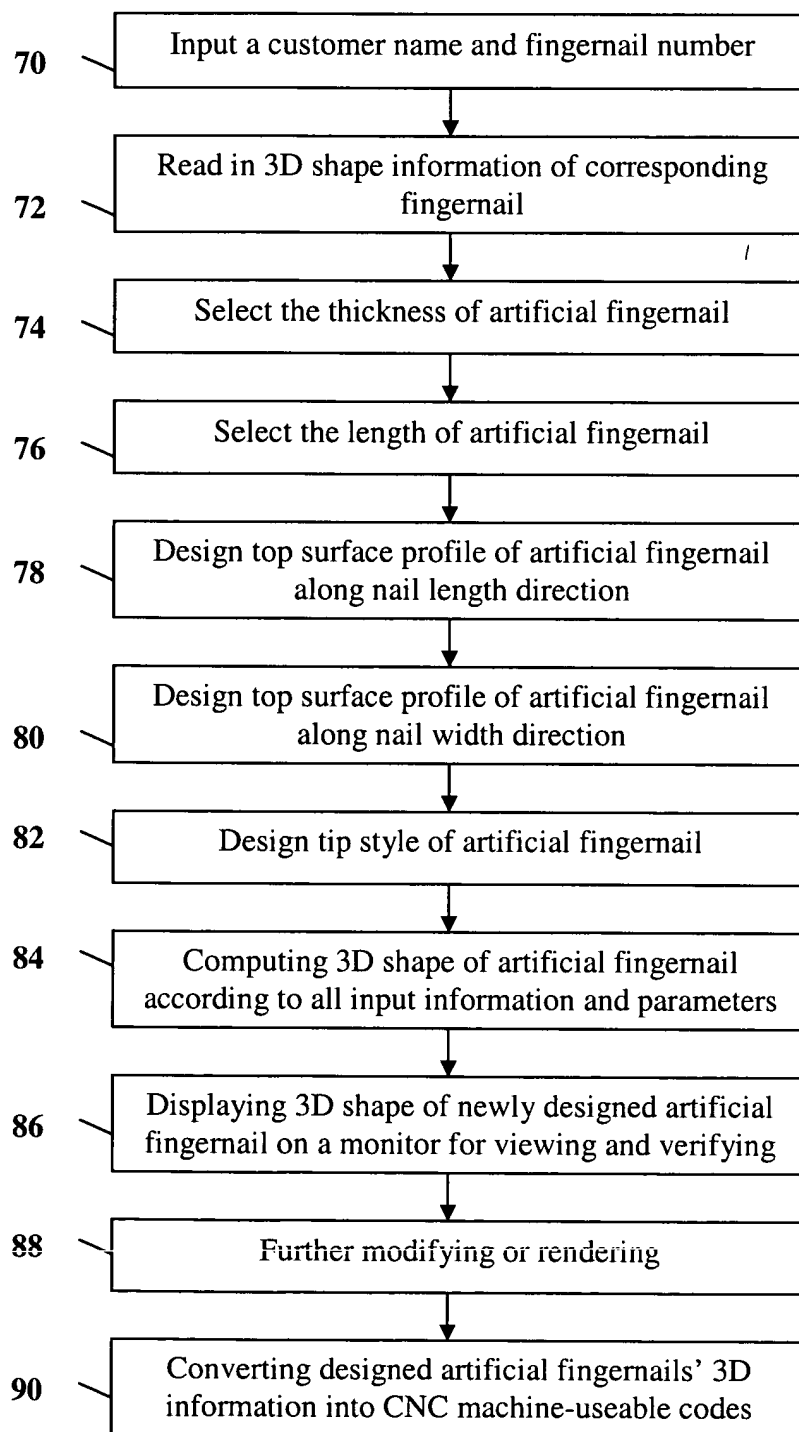 70
Input a customer name and fingernail number
72
Read in 3D shape information of corresponding
fingernail
74
Select the thickness of artificial fingernail
76
Select the length of artificial fingernail
78
Design top surface profile of artificial fingernail
along nail length direction
80
Design top surface profile of artificial fingernail
along nail width direction
82
Design tip style of artificial fingernail
84
Computing 3D shape of artificial fingernail
according to all input information and parameters
86
Displaying 3D shape of newly designed artificial
fingernail on a monitor for viewing and verifying
88
Further modifying or rendering
90
Converting designed artificial fingernails' 3D
information into CNC machine-useable codes